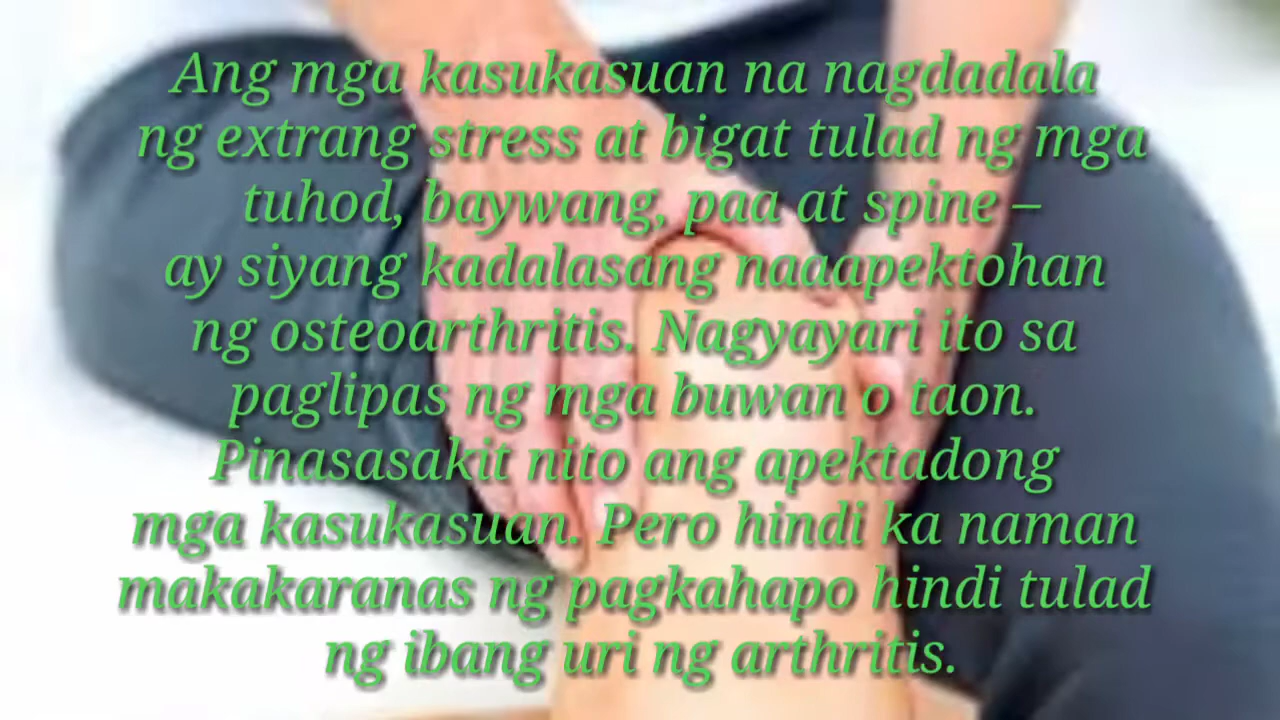 Ang mga kasukasuan na nagdadala
ng extrang stress at bigat tulad ng mga
tuhod, baywang, paa at spine –
ay siyang kadalasang naaapektohan
ng osteoarthritis. Nagyayari ito sa
paglipas ng mga buwan o taon.
Pinasasakit nito ang apektadong
mga kasukasuan. Pero hindi ka naman
makakaranas ng pagkahapo hindi tulad
ng ibang uri ng arthritis.